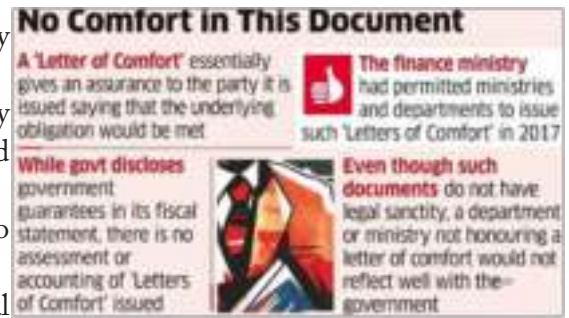 No Comfort in This Document
A 'Letter of Comfort' essentially
gives an assurance to the party it is
issued saying that the underlying
obligation would be met
The finance ministry
had permitted ministries
and departments to issue
such 'Letters of Comfort' in 2017
While govt discloses
government
guarantees in its fiscal
statement, there is no
assessment or
accounting of 'Letters
of Comfort' issued
Even though such
documents do not have
legal sanctity, a department
or ministry not honouring a
letter of comfort would not
reflect well with the
government